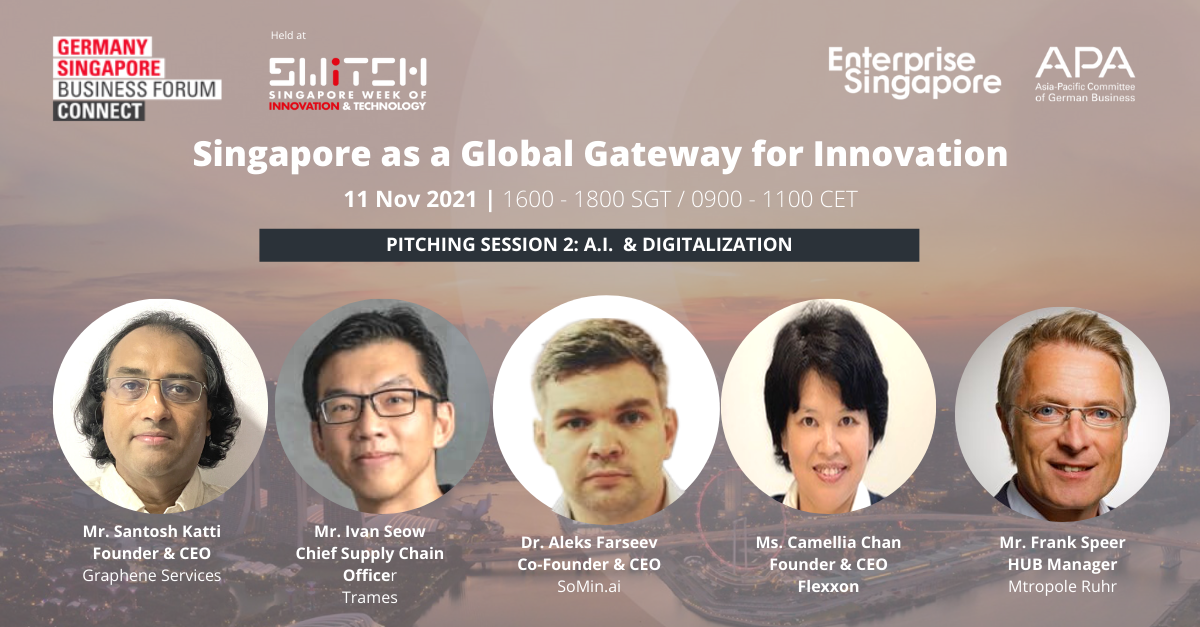 GERMANY
SINGAPORE
BUSINESS FORUM
CONNECT
Held at
SWiTCH
SINGAPORE WEEK OF
INNOVATION & TECHNOLOGY
Enterprise
Singapore
APA
Asia-Pacific Committee
of German Business
Singapore as a Global Gateway for Innovation
11 Nov 2021 | 1600 - 1800 SGT / 0900 - 1100 CET
PITCHING SESSION 2: A.I. & DIGITALIZATION
Mr. Santosh Katti
Founder & CEO
Graphene Services
Mr. Ivan Seow
Chief Supply Chain
Officer
Trames
Dr. Aleks Farseev
Co-Founder & CEO
SoMin.ai
Ms. Camellia Chan
Founder & CEO
Flexxon
Mr. Frank Speer
HUB Manager
Mtropole Ruhr